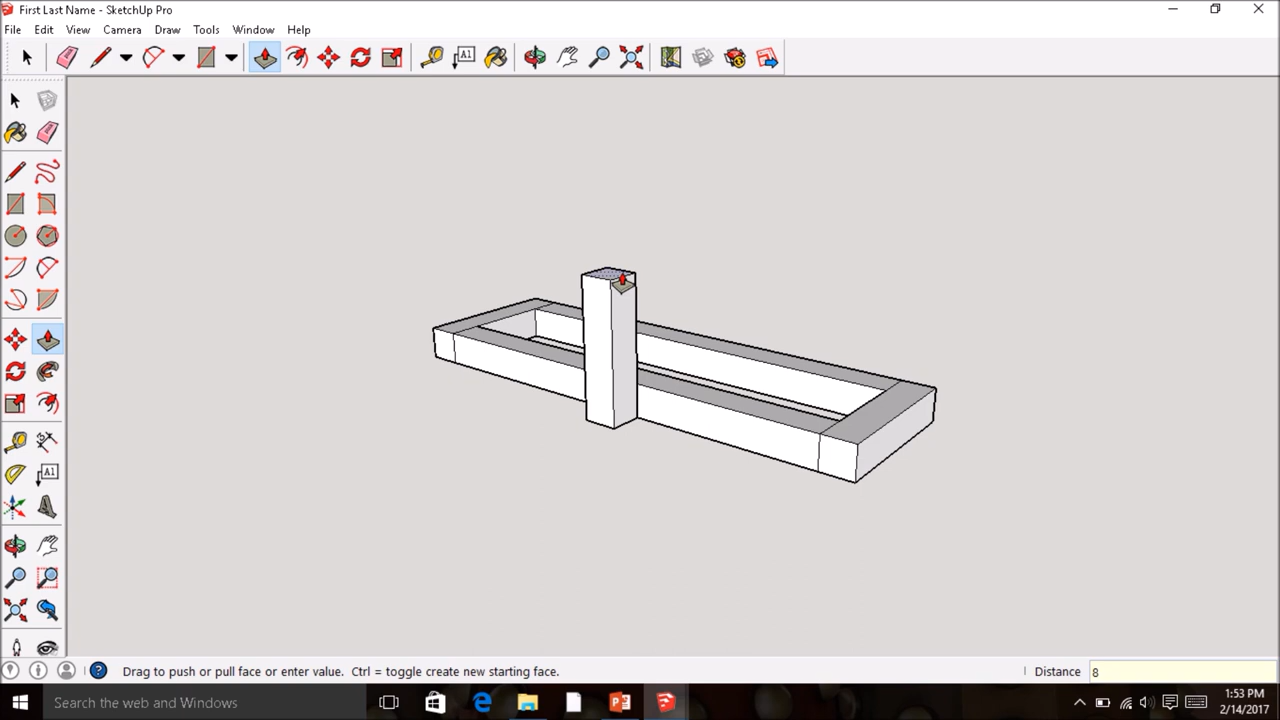 First Last Name - SketchUp Pro
File Edit View Camera Draw Tools Window Help
A1
A1
Drag to push or pull face or enter value. Ctrl = toggle create new starting face.
Distance 8
Search the web and Windows
1:53 PM
2/14/2017